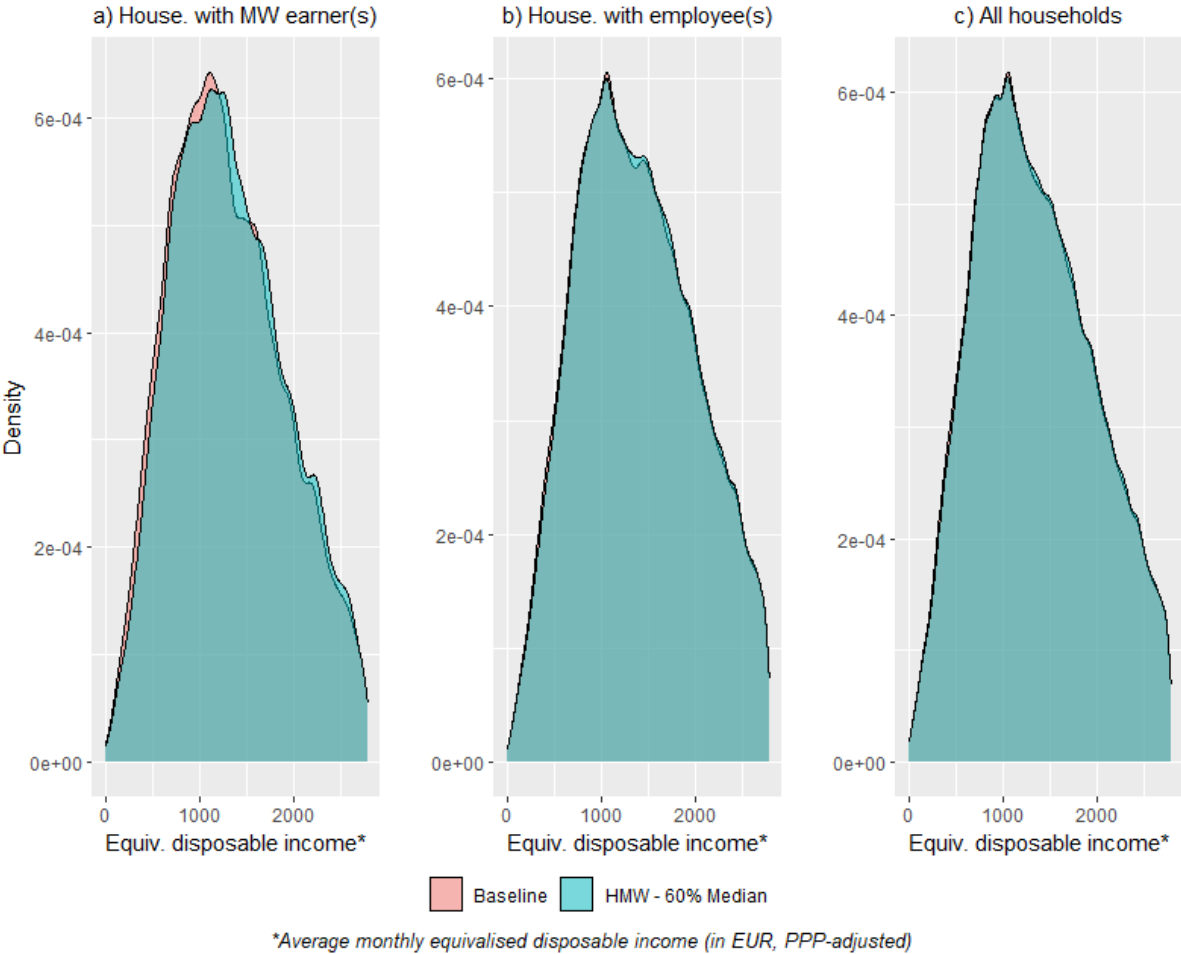 a) House. with MW earner(s)
b) House. with employee(s)
c) All households
Density
6e-04
4e-04
2e-04
0e+00
6e-04
4e-04
2e-04
0e+00
6e-04
4e-04
2e-04
0e+00
0 1000 2000
0 1000 2000
0 1000 2000
Equiv. disposable income*
Equiv. disposable income*
Equiv. disposable income*
Baseline
HMW - 60% Median
*Average monthly equivalised disposable income (in EUR, PPP-adjusted)